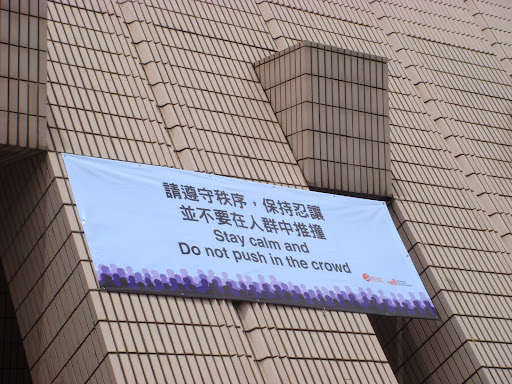 請遵守秩序，保持忍讓
並不要在人群中推撞
Stay calm and
Do not push in the crowd